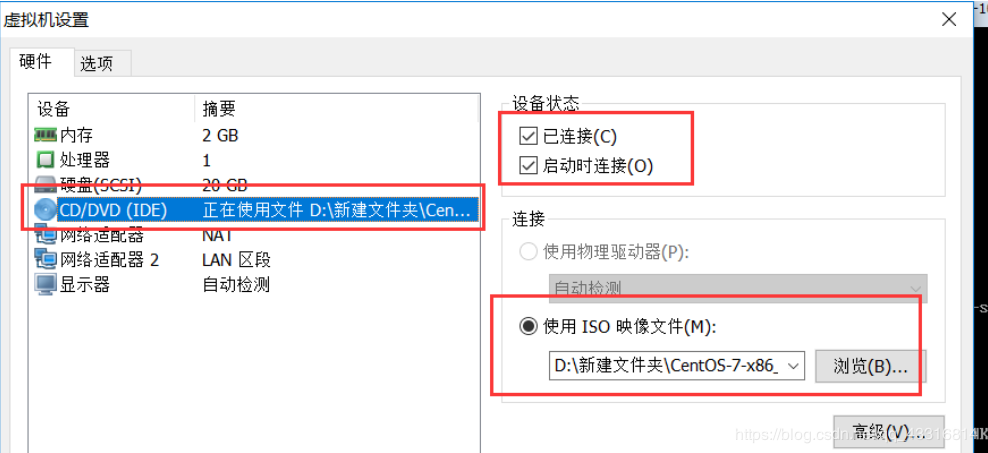 虚拟机设置
硬件 选项
设备 摘要
内存 2 GB
处理器 1
硬盘(SCSI) 20 GB
CD/DVD (IDE) 正在使用文件 D:\新建文件夹\Cen...
网络适配器 NAT
网络适配器 2 LAN 区段
显示器 自动检测
设备状态
已连接(C)
启动时连接(O)
连接
使用物理驱动器(P):
自动检测
使用 ISO 映像文件(M):
D:\新建文件夹\CentOS-7-x86_
浏览(B)...
高级(V)...